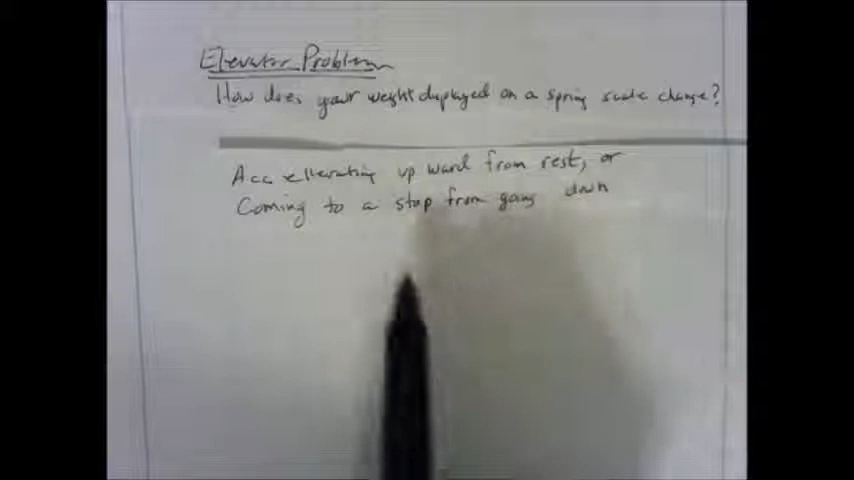 Elevator Problem
How does your weight displayed on a spring scale change?
Accellerating up ward from rest, or
Coming to a stop from going down